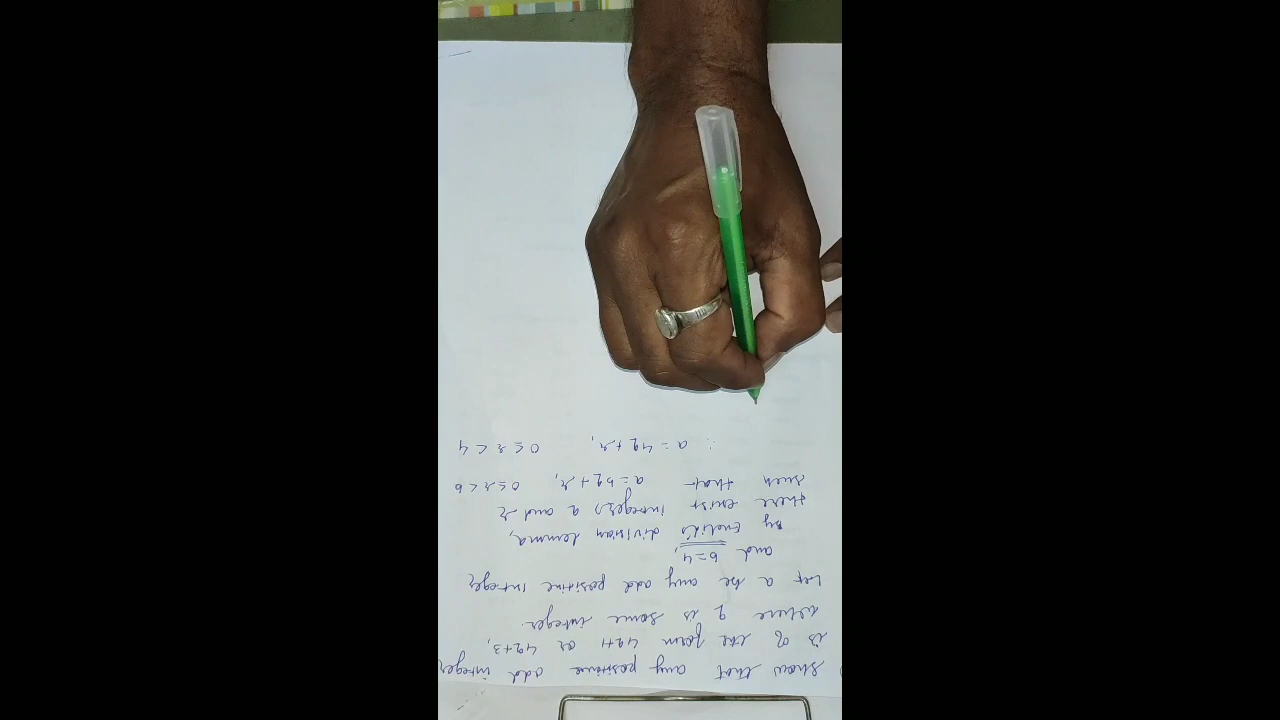 Show that any positive odd integer
is of the form 4q+1 or 4q+3,
where q is some integer.
Let a be any odd positive integer
and b=4,
By Euclid's division lemma,
there exist integers q and r
such that a=bq+r, 0≤r<b
∴ a=4q+r, 0≤r<4